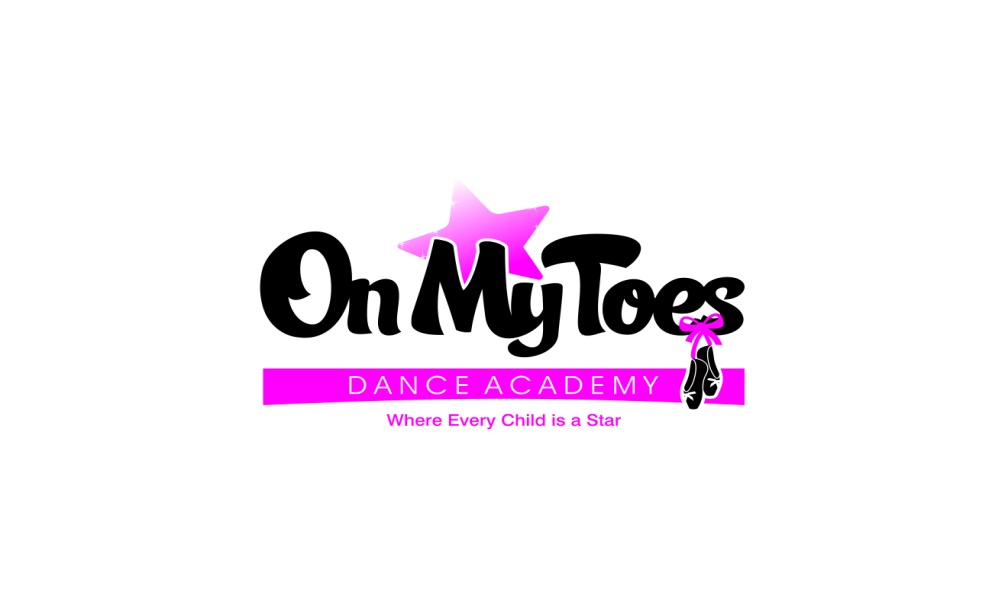 On My Toes
DANCE ACADEMY
Where Every Child is a Star